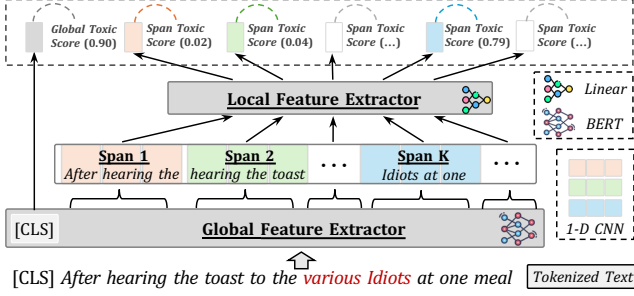 Global Toxic Score (0.90)
Span Toxic Score (0.02)
Span Toxic Score (0.04)
Span Toxic Score (...)
Span Toxic Score (0.79)
Span Toxic Score (...)
Local Feature Extractor
Linear
BERT
Span 1
After hearing the
Span 2
hearing the toast
...
Span K
Idiots at one
...
1-D CNN
[CLS]
Global Feature Extractor
[CLS] After hearing the toast to the various Idiots at one meal
Tokenized Text